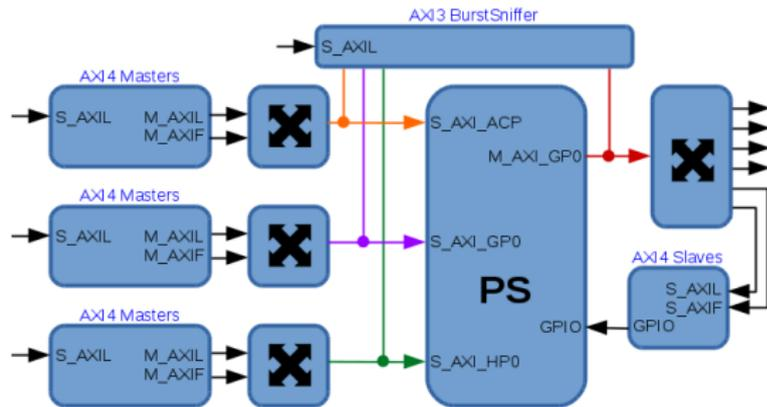 AXI3 BurstSniffer
S_AXIL
AXI4 Masters
S_AXIL
M_AXIL
M_AXIF
S_AXI_ACP
M_AXI_GP0
AXI4 Masters
S_AXIL
M_AXIL
M_AXIF
S_AXI_GP0
PS
AXI4 Slaves
S_AXIL
S_AXIF
GPIO
GPIO
AXI4 Masters
S_AXIL
M_AXIL
M_AXIF
S_AXI_HP0